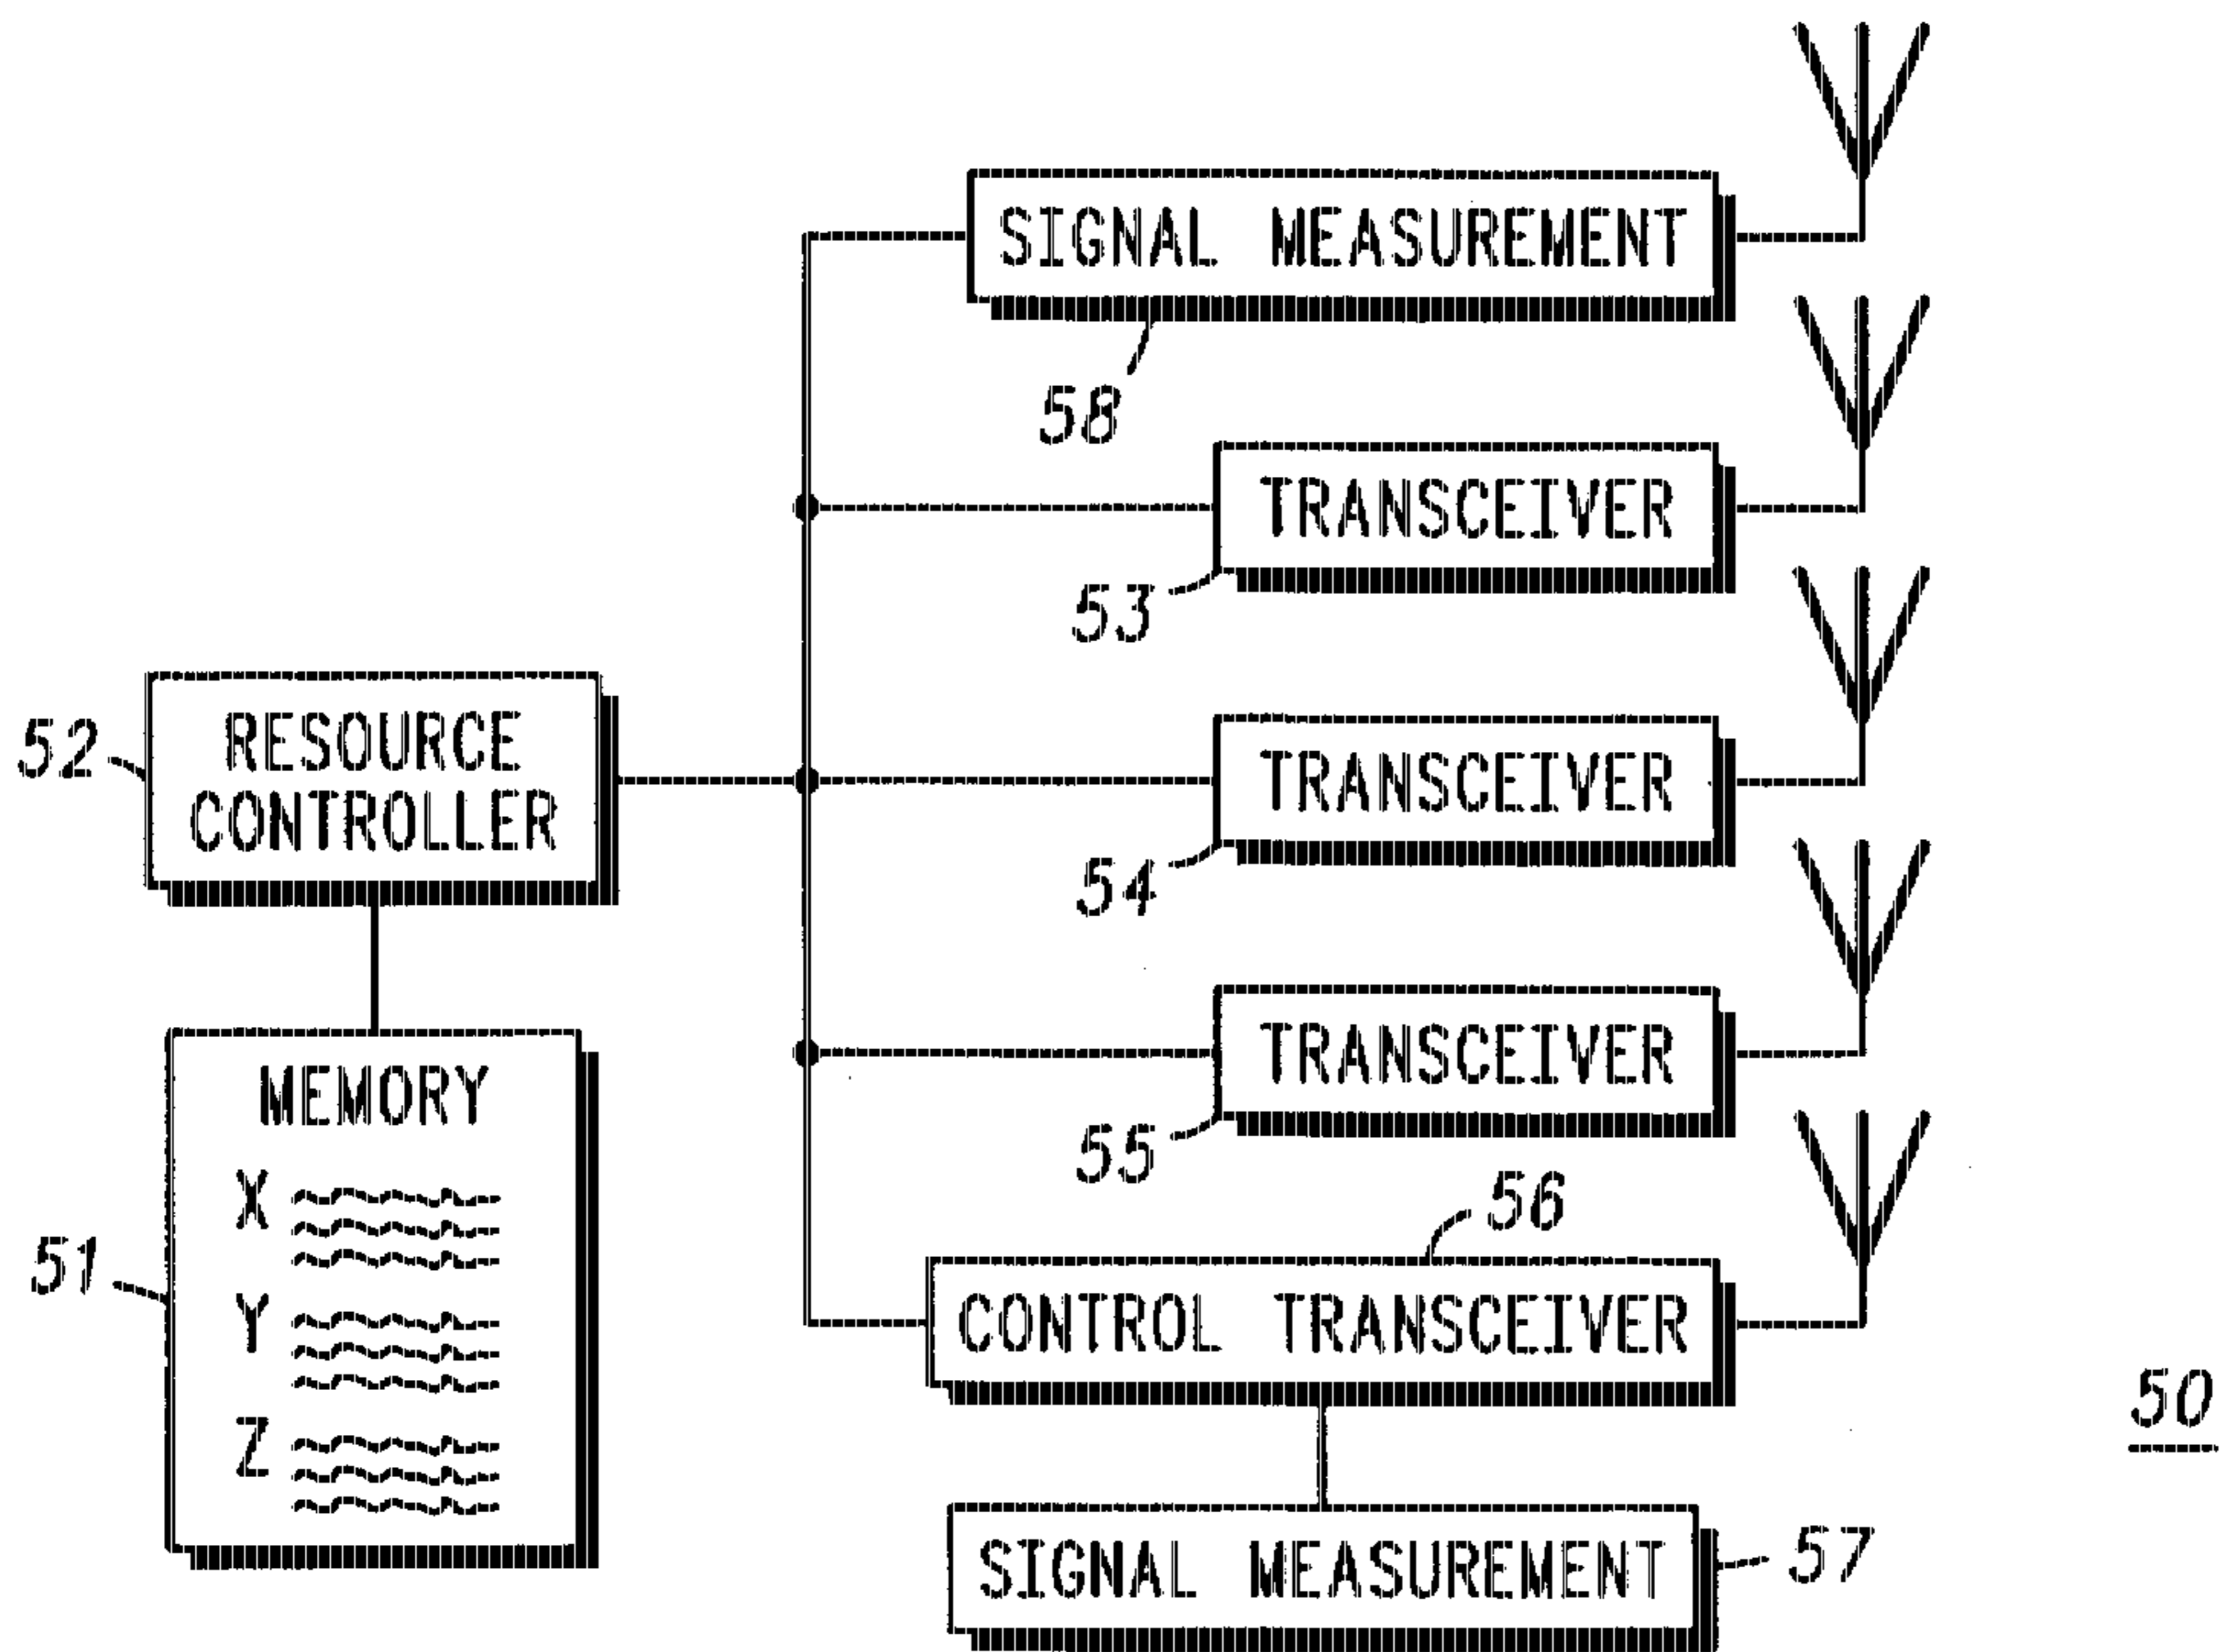 SIGNAL MEASUREMENT
58
TRANSCEIVER
53
52
RESOURCE
CONTROLLER
TRANSCEIVER
54
TRANSCEIVER
55
MEMORY
X
Y
Z
51
56
CONTROL TRANSCEIVER
50
SIGNAL MEASUREMENT
57